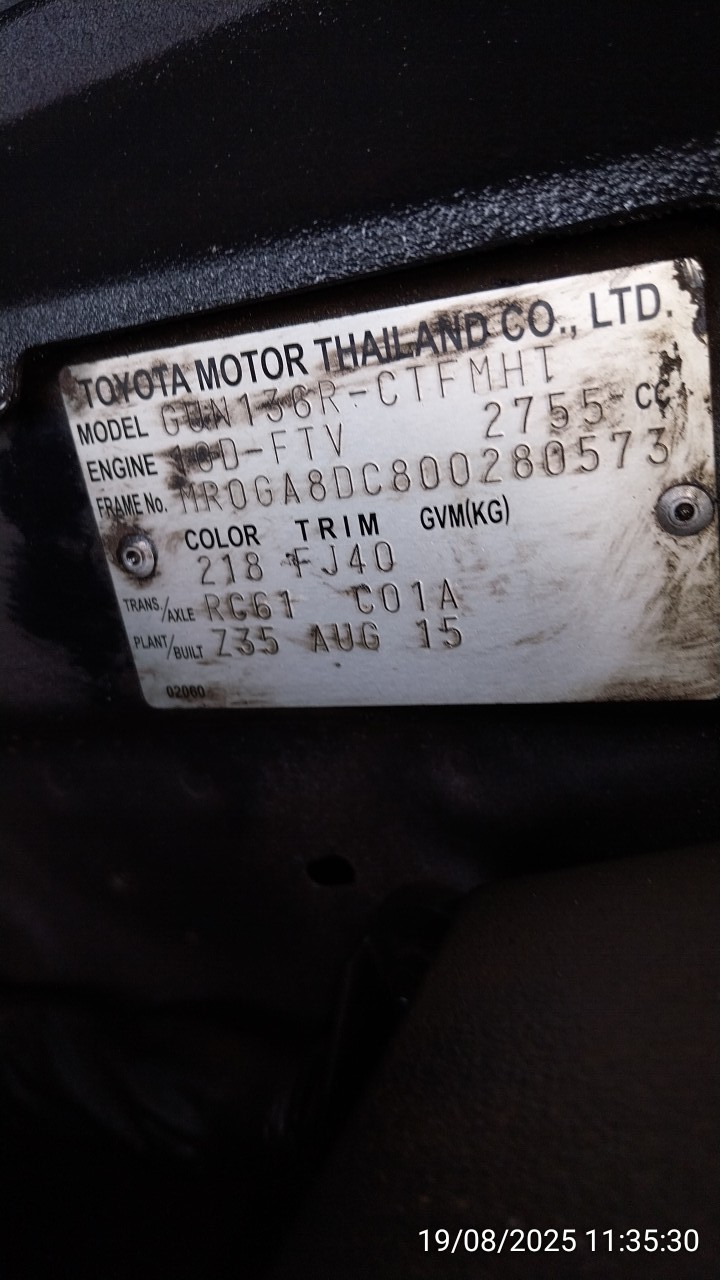 TOYOTA MOTOR THAILAND CO., LTD.
MODEL GUN136R-CTFMHT
ENGINE 1GD-FTV 2755 CC
FRAME No. MR0GA8DC800280573
COLOR TRIM GVM(KG)
218 FJ40
TRANS./AXLE RC61 C01A
PLANT/BUILT Z35 AUG 15
02060
19/08/2025 11:35:30